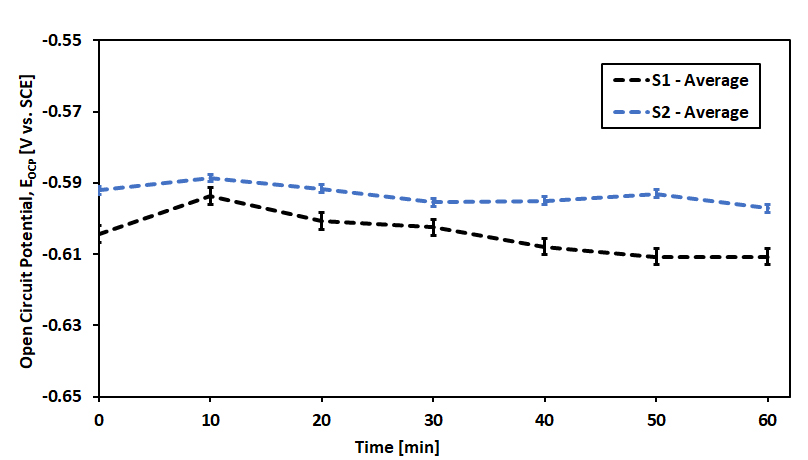 -0.55
-0.57
-0.59
-0.61
-0.63
-0.65
Open Circuit Potential, E_OCP [V vs. SCE]
S1 - Average
S2 - Average
0 10 20 30 40 50 60
Time [min]